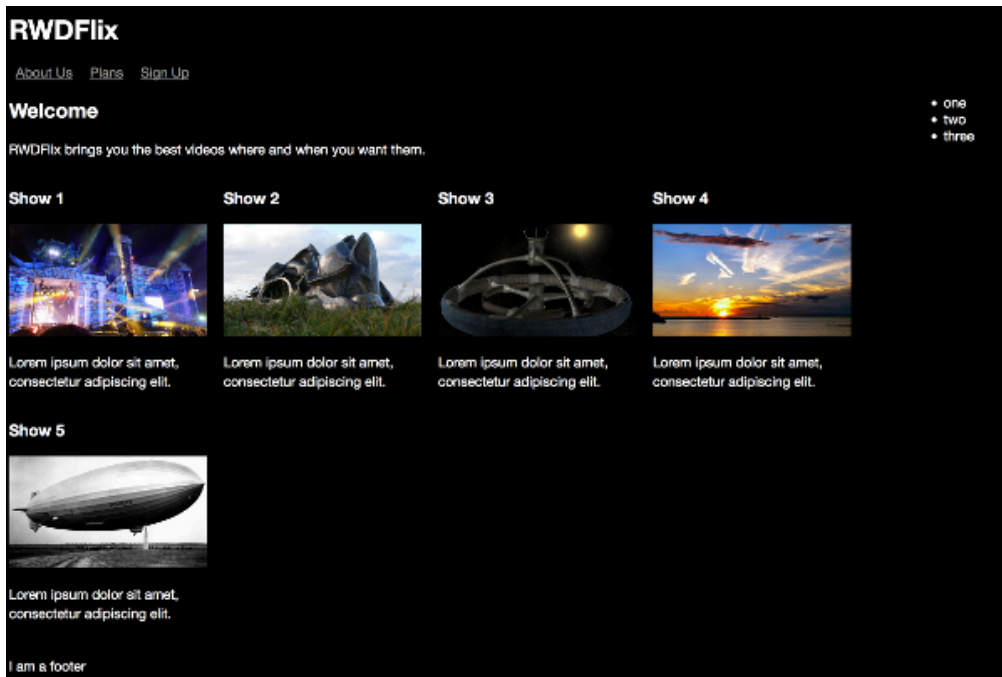 RWDFlix
About Us Plans Sign Up
Welcome
RWDFlix brings you the best videos where and when you want them.
• one
• two
• three
Show 1
Lorem ipsum dolor sit amet,
consectetur adipiscing elit.
Show 2
Lorem ipsum dolor sit amet,
consectetur adipiscing elit.
Show 3
Lorem ipsum dolor sit amet,
consectetur adipiscing elit.
Show 4
Lorem ipsum dolor sit amet,
consectetur adipiscing elit.
Show 5
Lorem ipsum dolor sit amet,
consectetur adipiscing elit.
I am a footer